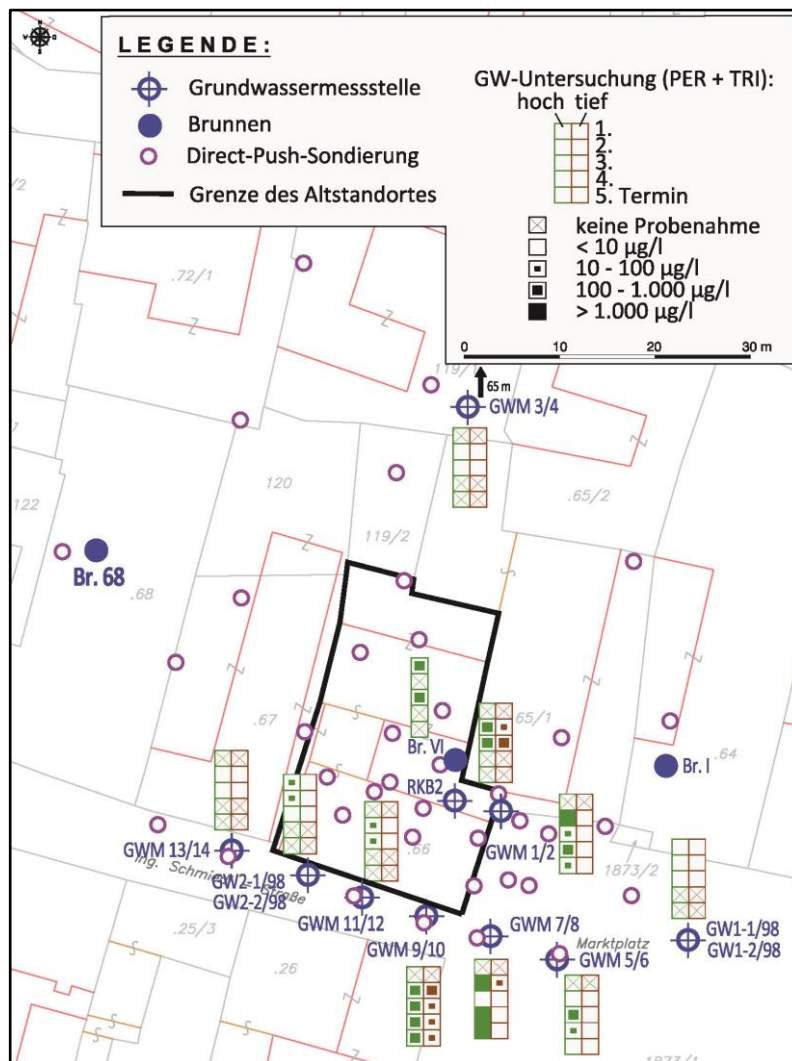 LEGENDE:
Grundwassermessstelle
Brunnen
Direct-Push-Sondierung
Grenze des Altstandortes
GW-Untersuchung (PER + TRI):
hoch tief
1.
2.
3.
4.
5. Termin
keine Probenahme
< 10 µg/l
10 - 100 µg/l
100 - 1.000 µg/l
> 1.000 µg/l
0 10 20 30 m
.72/1
119/1
65 m
GWM 3/4
120
.65/2
122
119/2
Br. 68
.68
.67
65/1
.64
Br. VI
Br. I
RKB2
.66
GWM 1/2
GWM 13/14
1873/2
Ing. Schmied - Straße
GW2-1/98
GW2-2/98
GWM 11/12
GWM 7/8
GW1-1/98
GW1-2/98
Marktplatz
.25/3
GWM 9/10
GWM 5/6
.26
1873/1